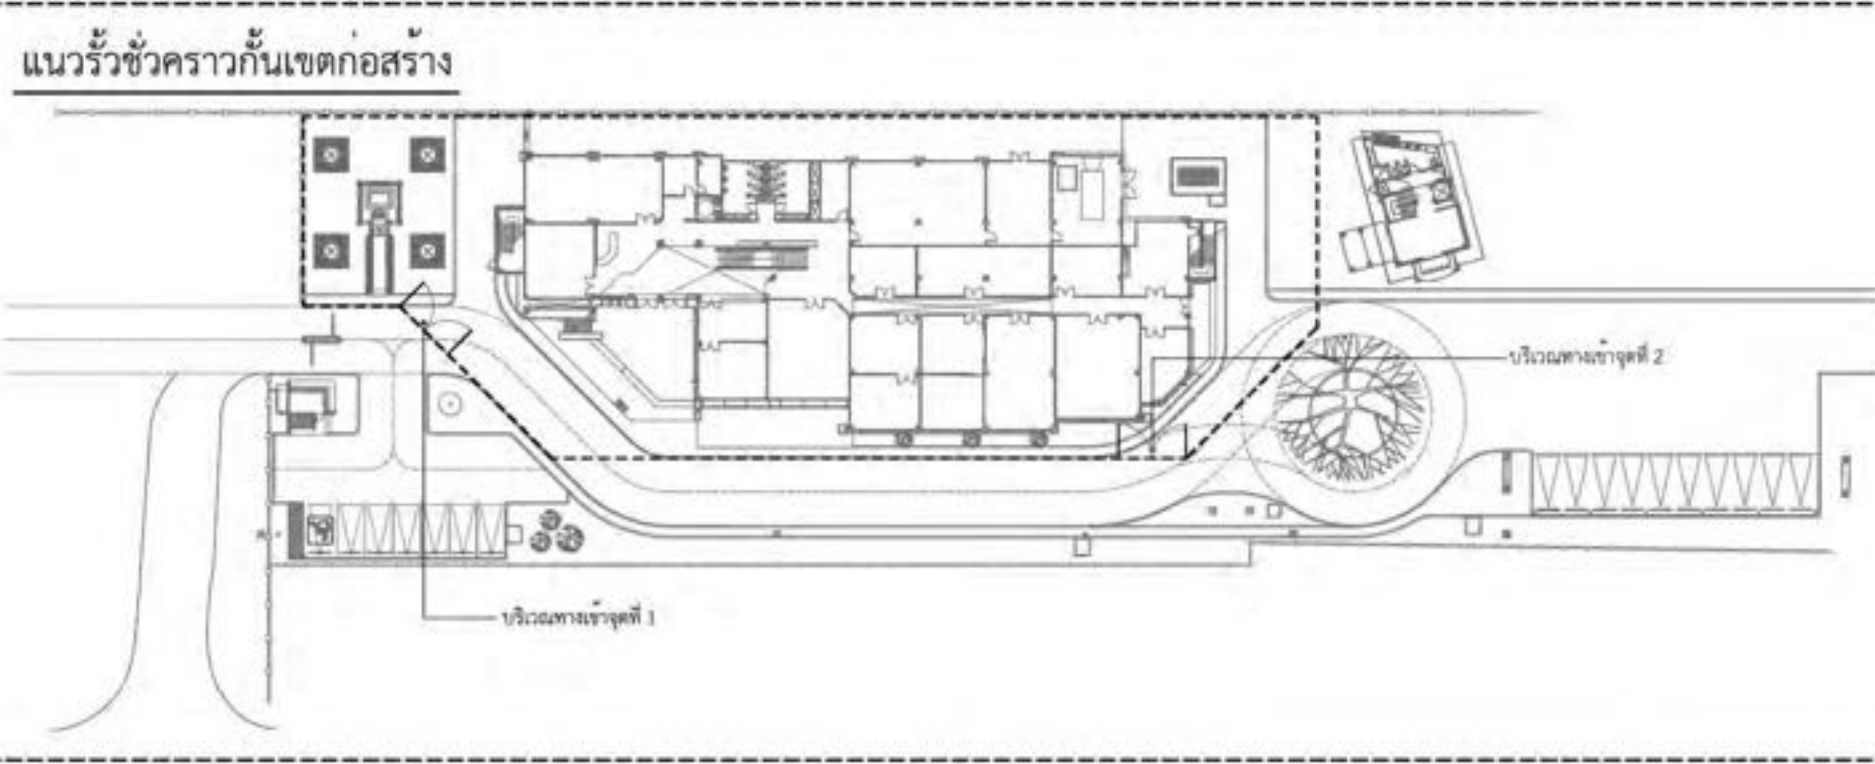 แนวรั้วชั่วคราวกั้นเขตก่อสร้าง
บริเวณทางเข้าจุดที่ 2
บริเวณทางเข้าจุดที่ 1